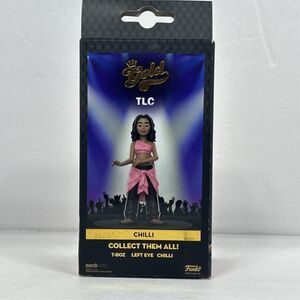 Gold
TLC
CHILLI
COLLECT THEM ALL!
T-BOZ LEFT EYE CHILLI
Funko